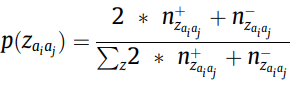 p(z_{a_i a_j}) = \frac{2 * n^+_{z_{a_i a_j}} + n^-_{z_{a_i a_j}}}{\sum_z 2 * n^+_{z_{a_i a_j}} + n^-_{z_{a_i a_j}}}